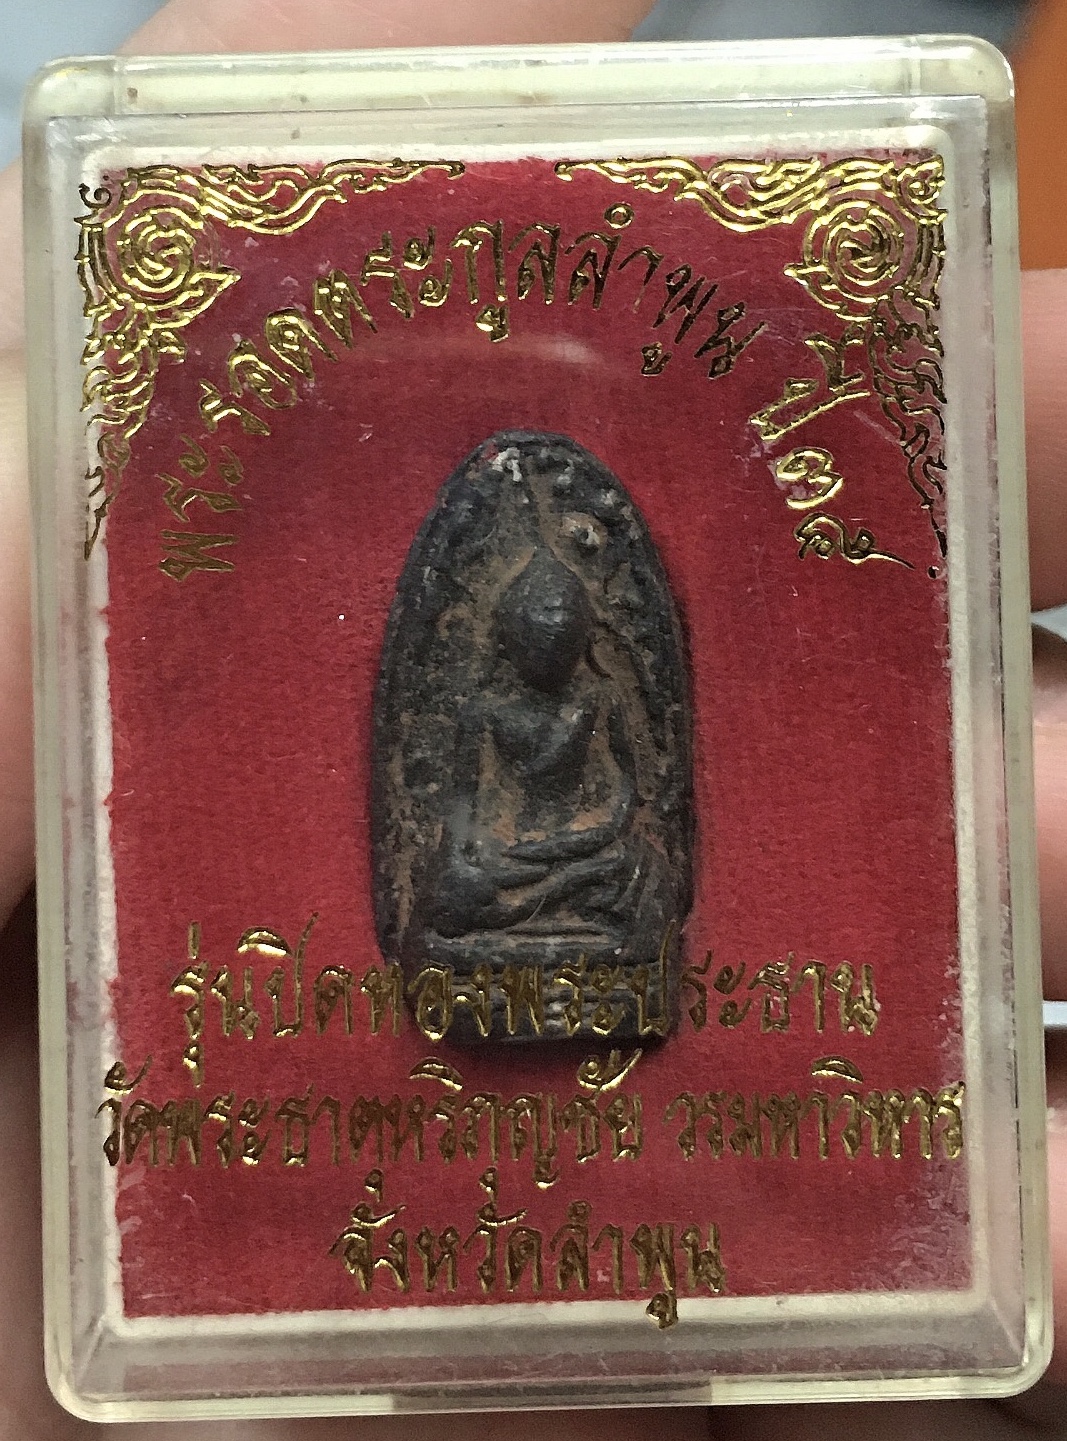 พระรอดตระกูลลำพูน ปี ๓๕
รุ่นปิดทองพระประธาน
วัดพระธาตุหริภุญชัย วรมหาวิหาร
จังหวัดลำพูน